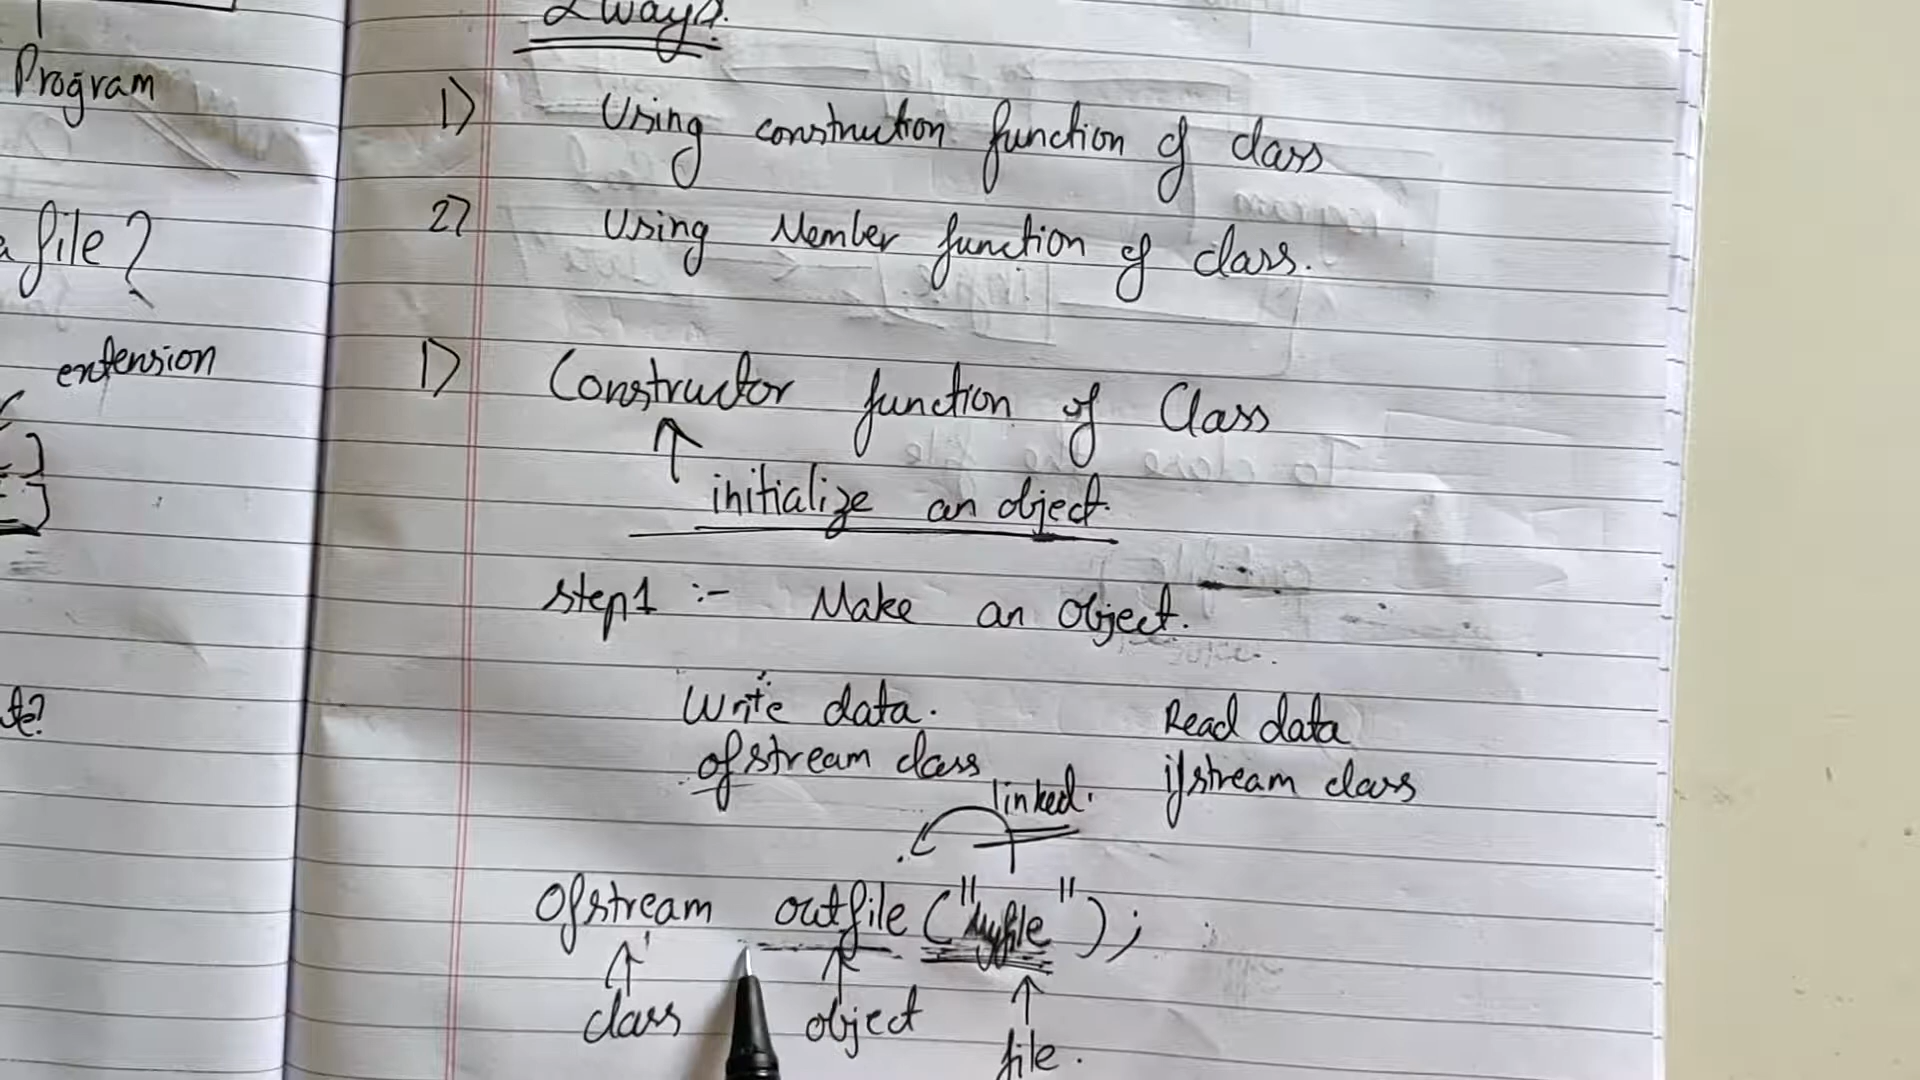 Program
a file?
extension
2 ways.
1) Using construction function of class
2) Using Member function of class.
1) Constructor function of Class
initialize an object.
step1 :- Make an object.
Write data. Read data
ofstream class ifstream class
linked.
Ofstream outfile ("Myfile");
class object file.